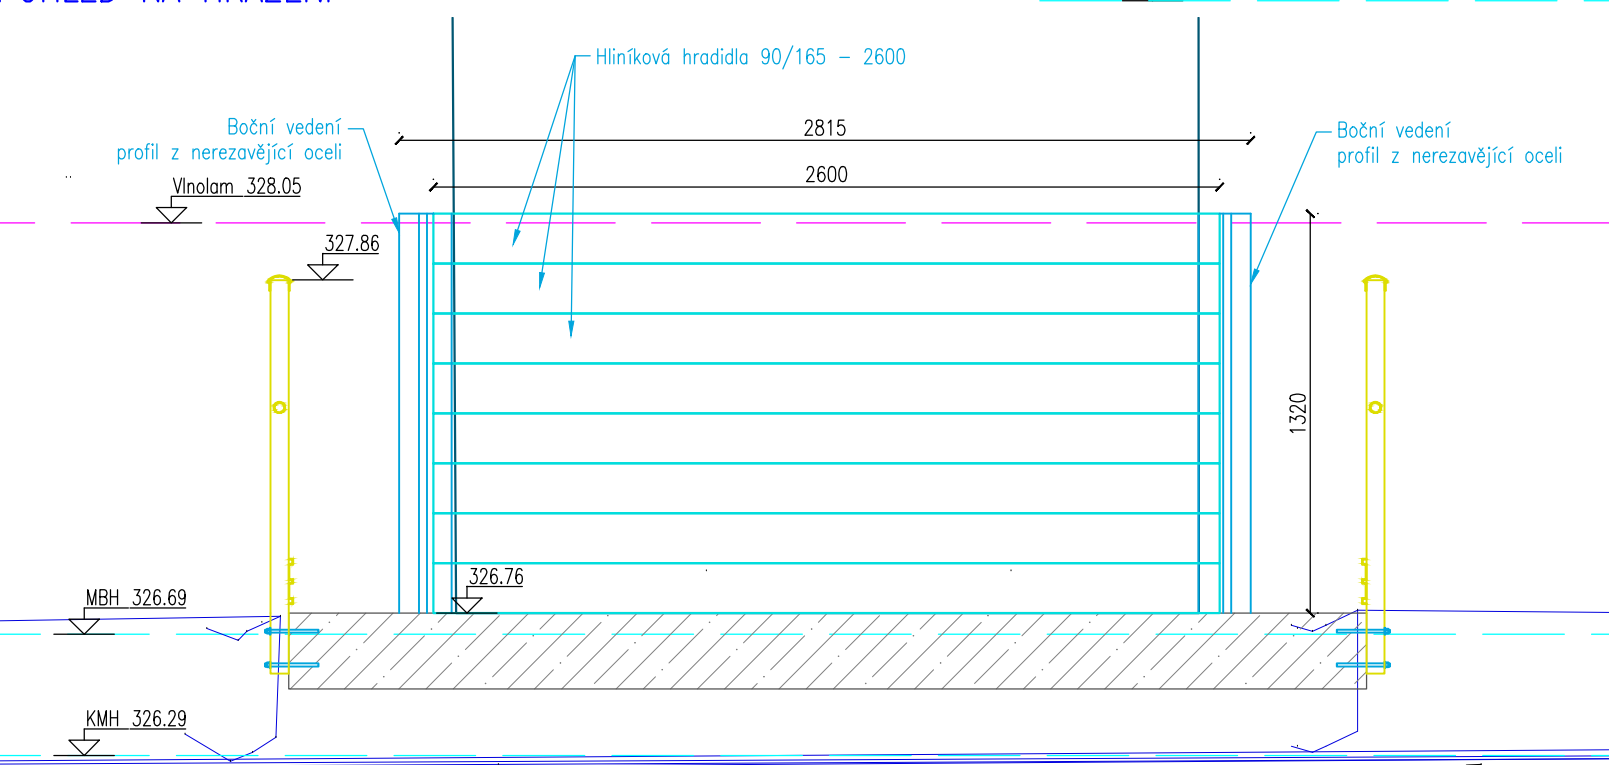 Hliníková hradidla 90/165 – 2600
Boční vedení
profil z nerezavějící oceli
2815
Boční vedení
profil z nerezavějící oceli
2600
Vlnolam 328.05
327.86
1320
326.76
MBH 326.69
KMH 326.29